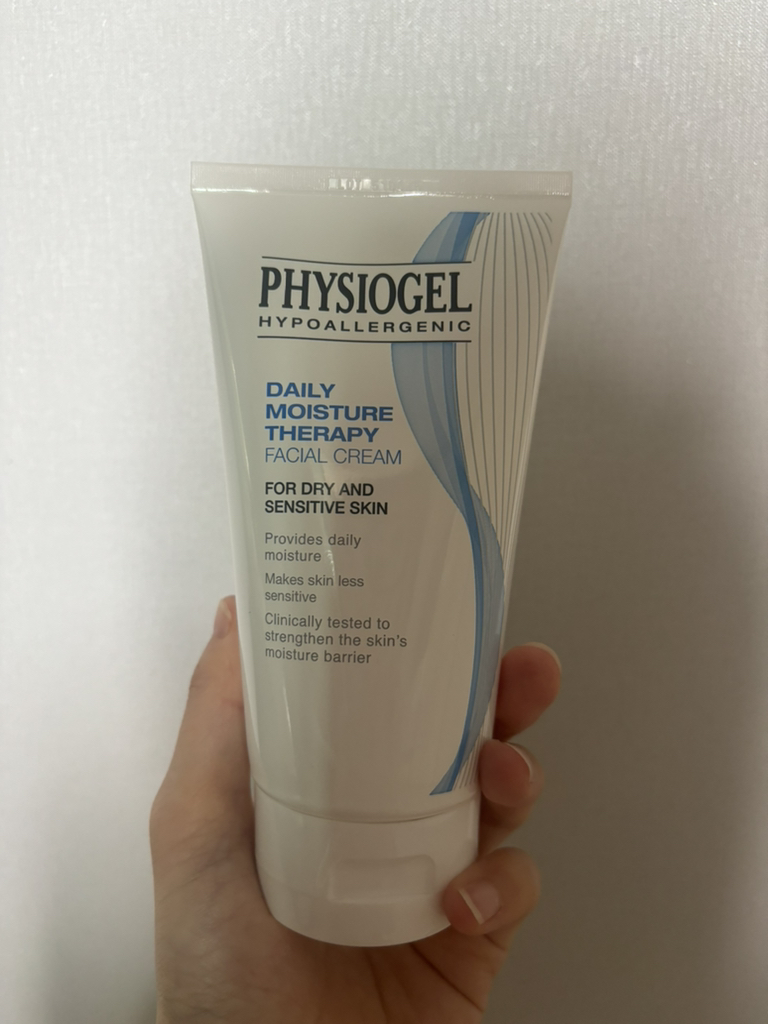 PHYSIOGEL
HYPOALLERGENIC
DAILY
MOISTURE
THERAPY
FACIAL CREAM
FOR DRY AND
SENSITIVE SKIN
Provides daily
moisture
Makes skin less
sensitive
Clinically tested to
strengthen the skin's
moisture barrier